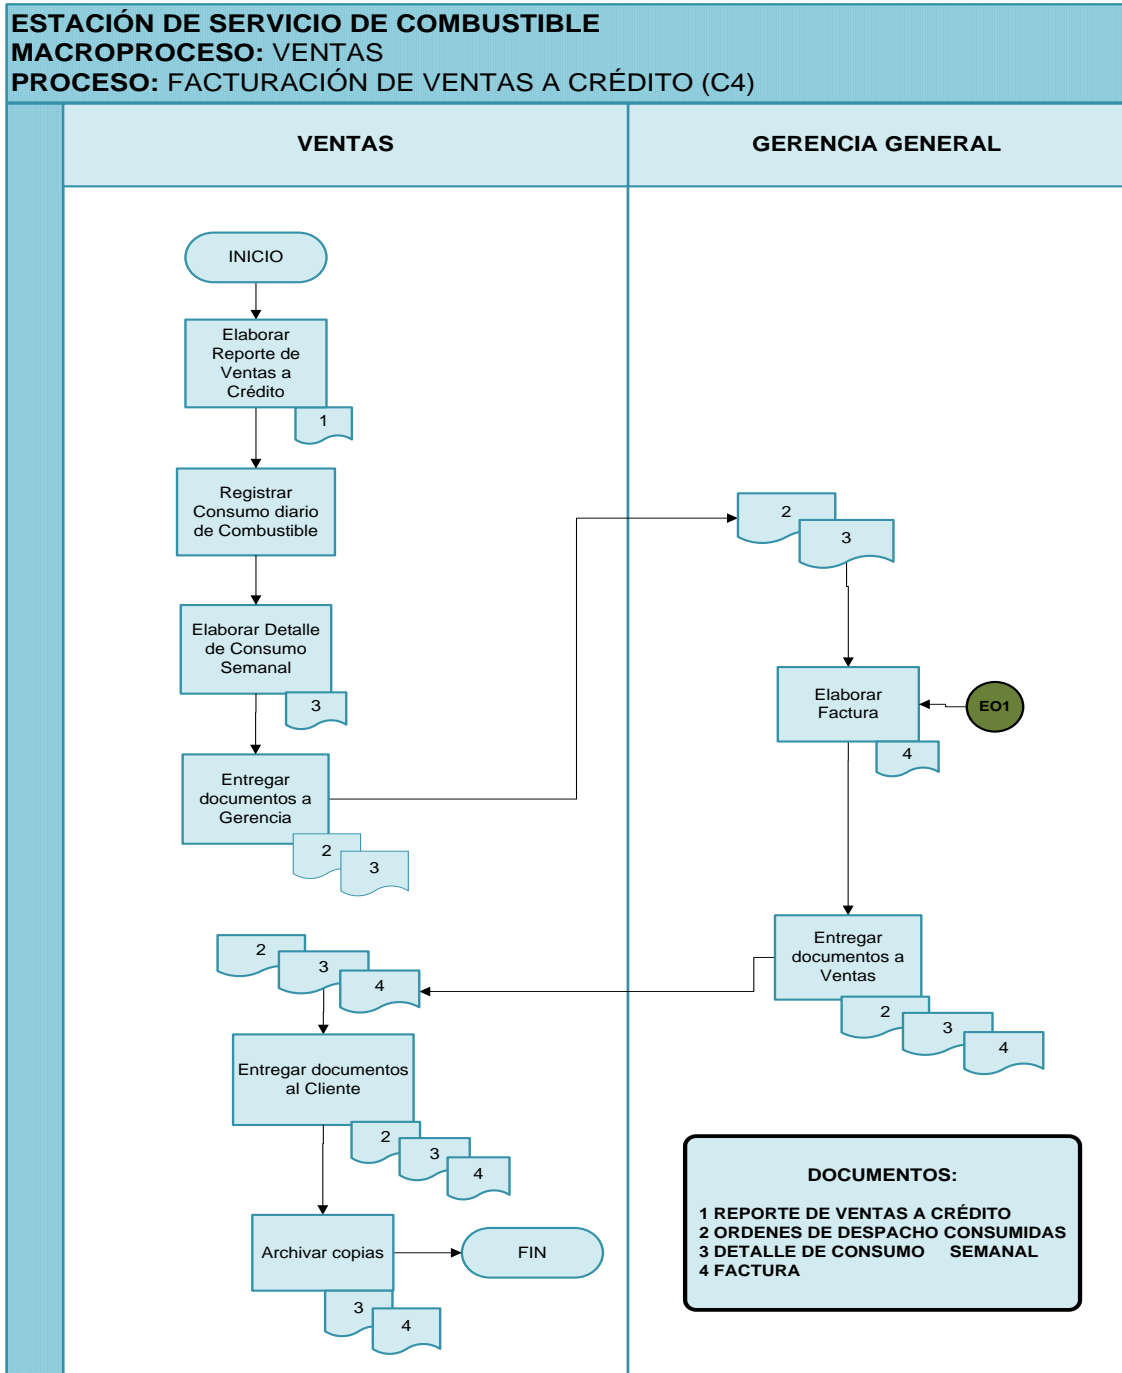 ESTACIÓN DE SERVICIO DE COMBUSTIBLE
MACROPROCESO: VENTAS
PROCESO: FACTURACIÓN DE VENTAS A CRÉDITO (C4)
VENTAS
GERENCIA GENERAL
INICIO
Elaborar
Reporte de
Ventas a
Crédito
1
Registrar
Consumo diario
de Combustible
Elaborar Detalle
de Consumo
Semanal
3
Entregar
documentos a
Gerencia
2
3
2
3
Elaborar
Factura
EO1
4
Entregar
documentos a
Ventas
2
3
4
2
3
4
Entregar documentos
al Cliente
2
3
4
Archivar copias
3
4
FIN
DOCUMENTOS:
1 REPORTE DE VENTAS A CRÉDITO
2 ORDENES DE DESPACHO CONSUMIDAS
3 DETALLE DE CONSUMO SEMANAL
4 FACTURA